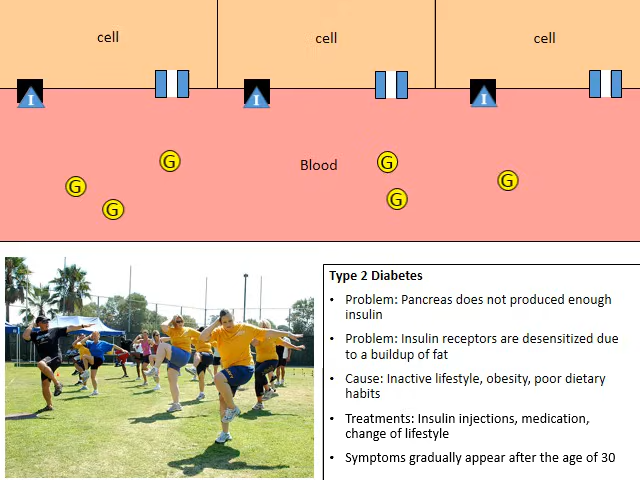 cell cell cell
I I I
G G G
Blood
G G G
Type 2 Diabetes
• Problem: Pancreas does not produced enough
insulin
• Problem: Insulin receptors are desensitized due
to a buildup of fat
• Cause: Inactive lifestyle, obesity, poor dietary
habits
• Treatments: Insulin injections, medication,
change of lifestyle
• Symptoms gradually appear after the age of 30